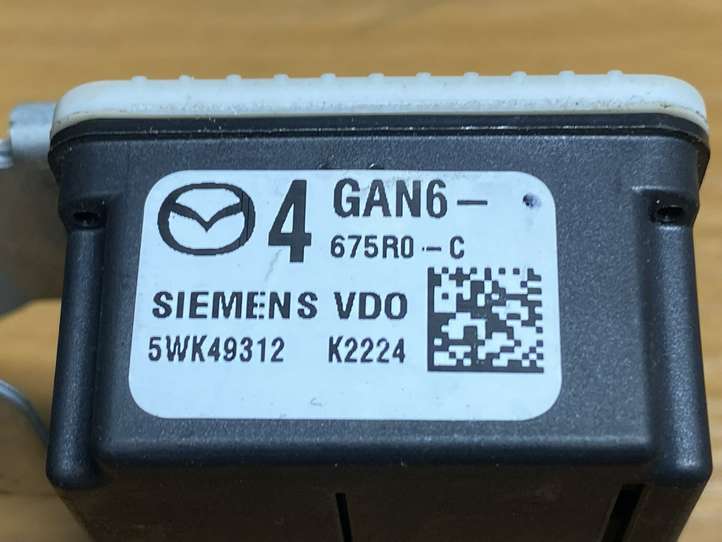 4 GAN6-
675R0-C
SIEMENS VDO
5WK49312 K2224